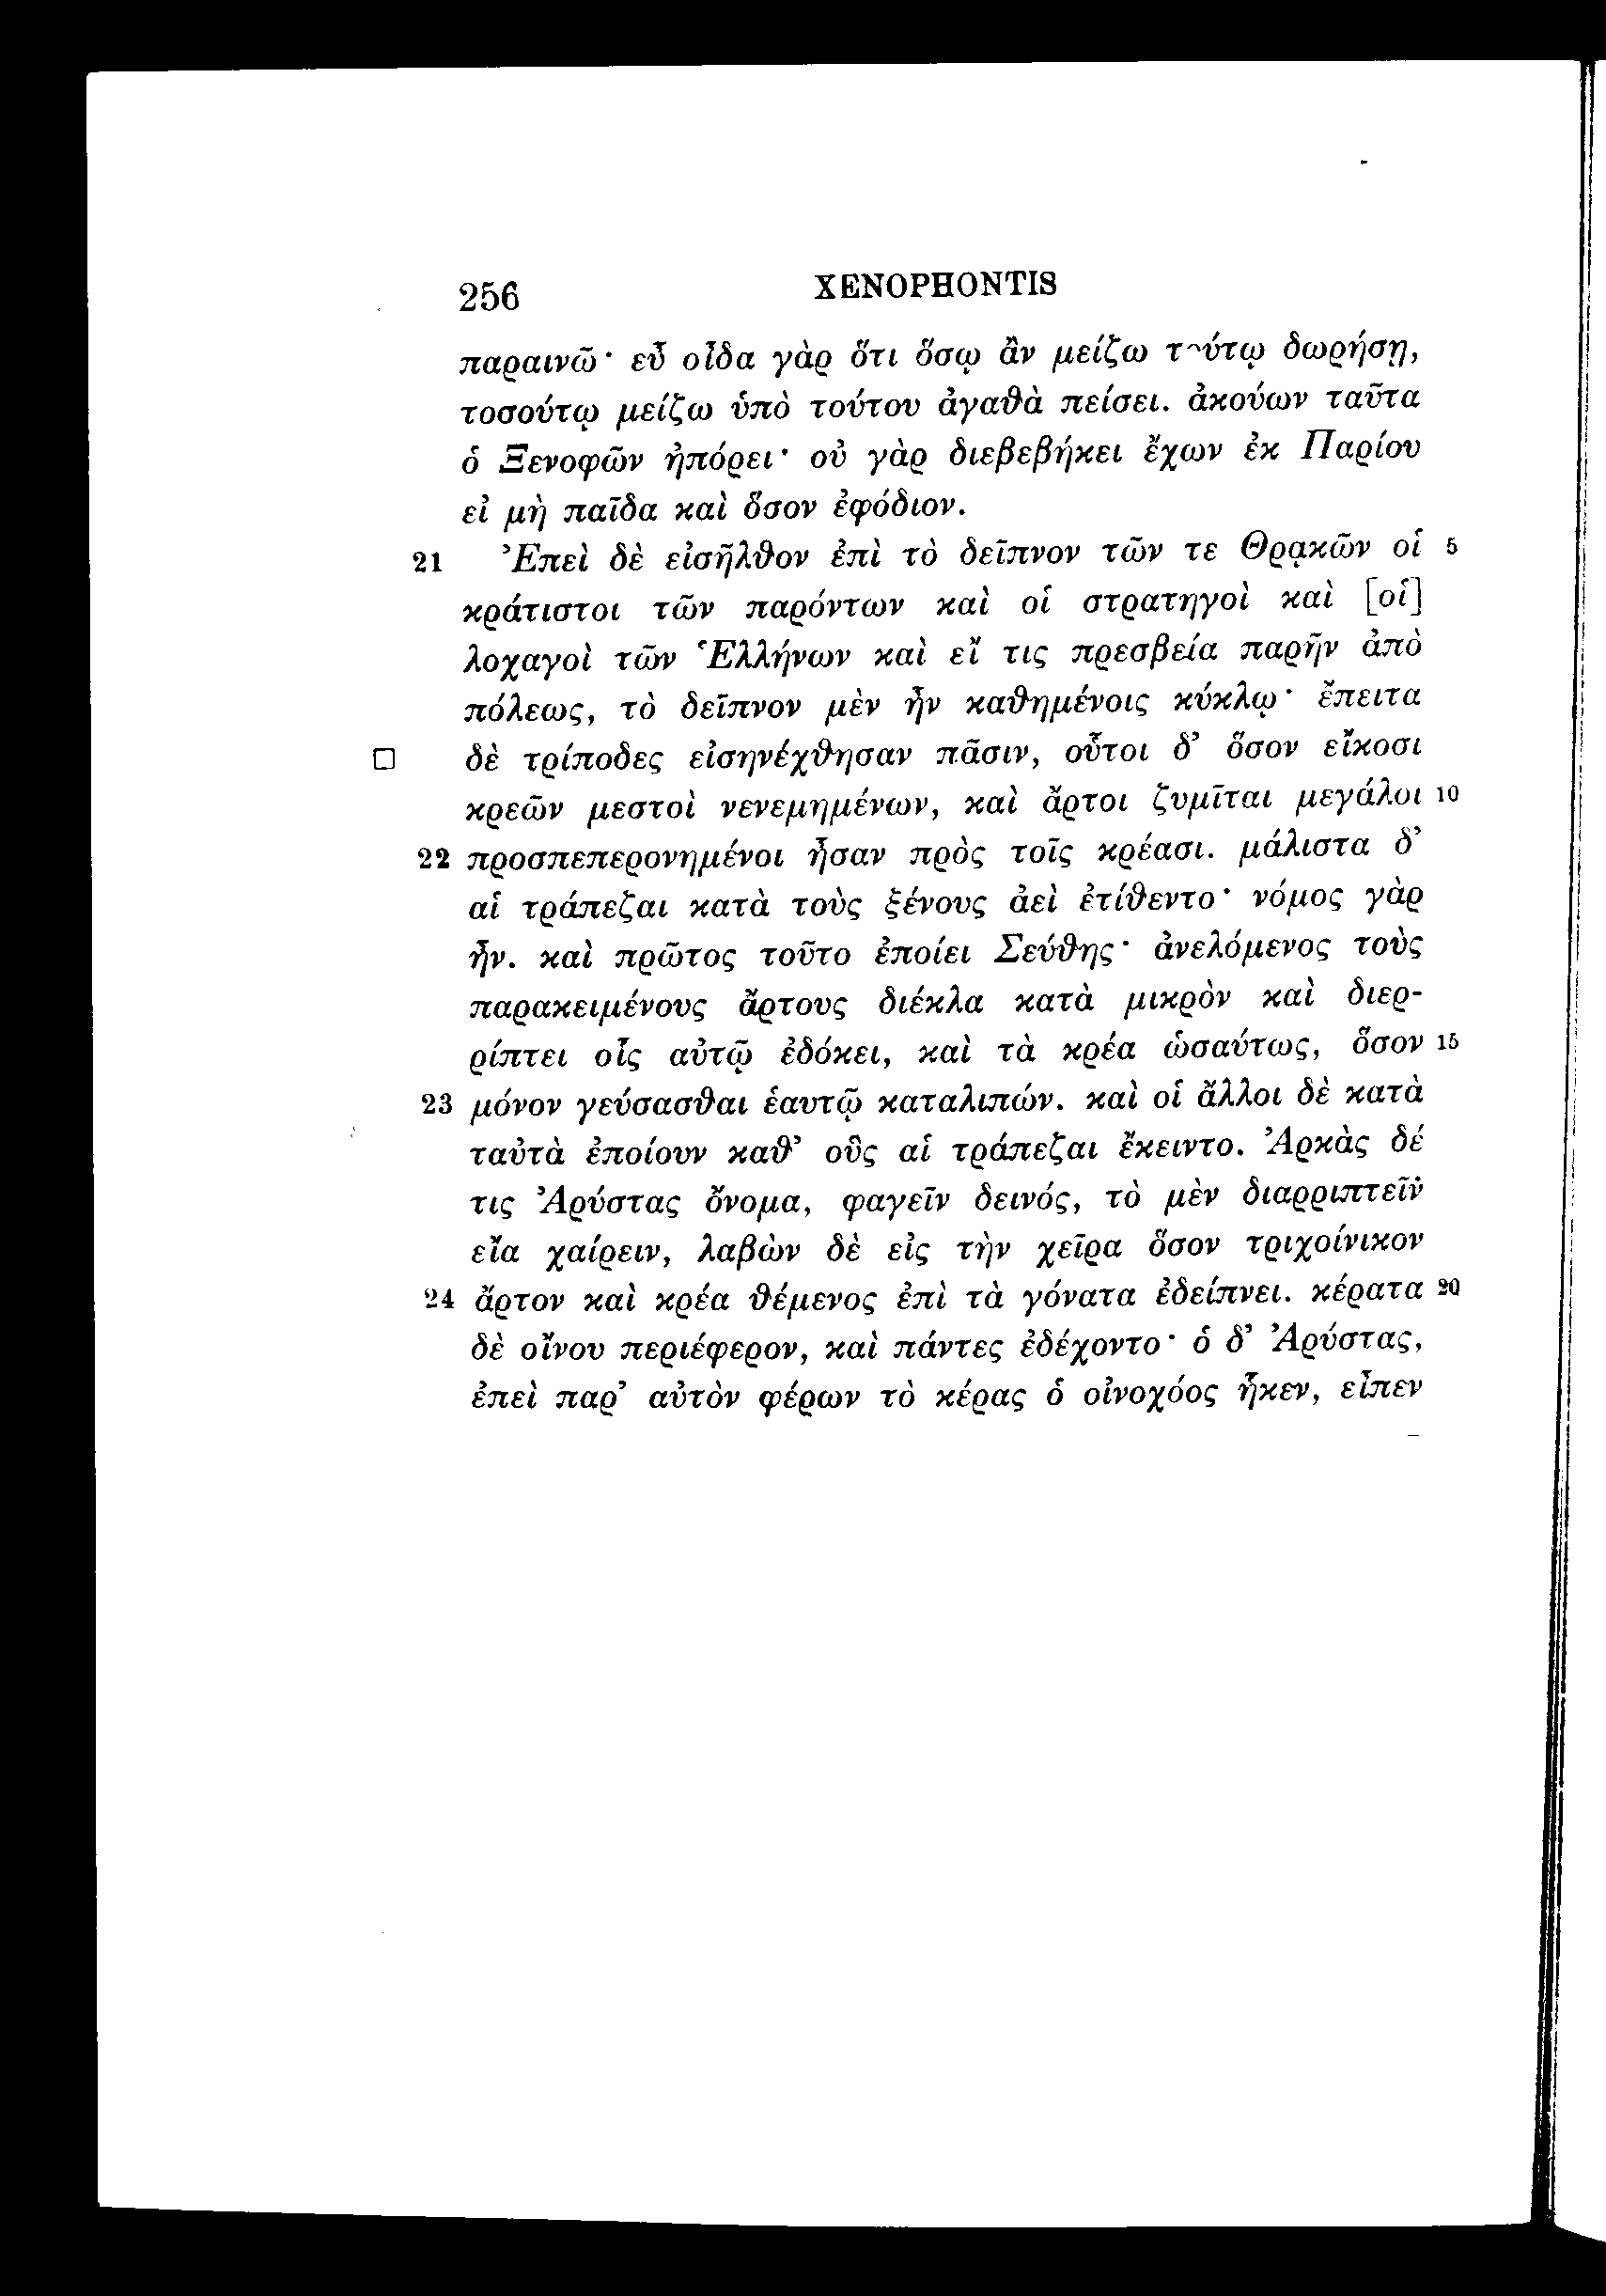 256 XENOPHONTIS
παραινῶ· εὖ οἶδα γὰρ ὅτι ὅσῳ ἂν μείζω τούτῳ δωρήσῃ,
τοσούτῳ μείζω ὑπὸ τούτου ἀγαθὰ πείσει. ἀκούων ταῦτα
ὁ Ξενοφῶν ἠπόρει· οὐ γὰρ διεβεβήκει ἔχων ἐκ Παρίου
εἰ μὴ παῖδα καὶ ὅσον ἐφόδιον.
21 Ἐπεὶ δὲ εἰσῆλθον ἐπὶ τὸ δεῖπνον τῶν τε Θρᾳκῶν οἱ 5
κράτιστοι τῶν παρόντων καὶ οἱ στρατηγοὶ καὶ [οἱ]
λοχαγοὶ τῶν Ἑλλήνων καὶ εἴ τις πρεσβεία παρῆν ἀπὸ
πόλεως, τὸ δεῖπνον μὲν ἦν καθημένοις κύκλῳ· ἔπειτα
□ δὲ τρίποδες εἰσηνέχθησαν πᾶσιν, οὗτοι δ’ ὅσον εἴκοσι
κρεῶν μεστοὶ νενεμημένων, καὶ ἄρτοι ζυμῖται μεγάλοι 10
22 προσπεπερονημένοι ἦσαν πρὸς τοῖς κρέασι. μάλιστα δ’
αἱ τράπεζαι κατὰ τοὺς ξένους ἀεὶ ἐτίθεντο· νόμος γὰρ
ἦν. καὶ πρῶτος τοῦτο ἐποίει Σεύθης· ἀνελόμενος τοὺς
παρακειμένους ἄρτους διέκλα κατὰ μικρὸν καὶ διερ-
ρίπτει οἷς αὐτῷ ἐδόκει, καὶ τὰ κρέα ὡσαύτως, ὅσον 15
23 μόνον γεύσασθαι ἑαυτῷ καταλιπών. καὶ οἱ ἄλλοι δὲ κατὰ
ταὐτὰ ἐποίουν καθ’ οὓς αἱ τράπεζαι ἔκειντο. Ἀρκὰς δέ
τις Ἀρύστας ὄνομα, φαγεῖν δεινός, τὸ μὲν διαρριπτεῖν
εἴα χαίρειν, λαβὼν δὲ εἰς τὴν χεῖρα ὅσον τριχοίνικον
24 ἄρτον καὶ κρέα θέμενος ἐπὶ τὰ γόνατα ἐδείπνει. κέρατα 20
δὲ οἴνου περιέφερον, καὶ πάντες ἐδέχοντο· ὁ δ’ Ἀρύστας,
ἐπεὶ παρ’ αὐτὸν φέρων τὸ κέρας ὁ οἰνοχόος ἧκεν, εἶπεν